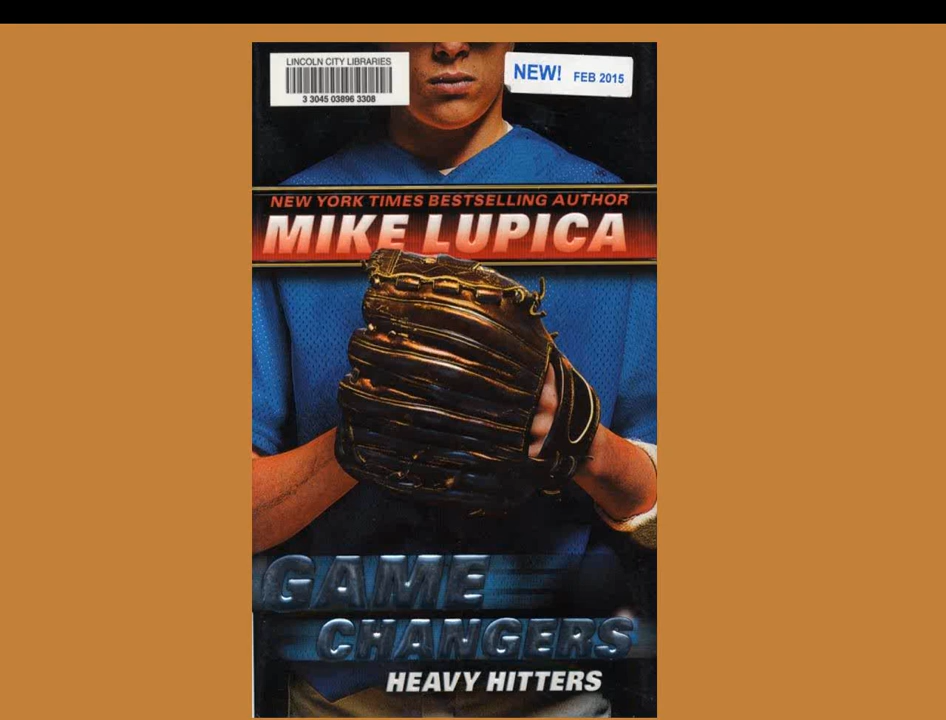 LINCOLN CITY LIBRARIES
3 3045 03896 3308
NEW! FEB 2015
NEW YORK TIMES BESTSELLING AUTHOR
MIKE LUPICA
GAME
CHANGERS
HEAVY HITTERS